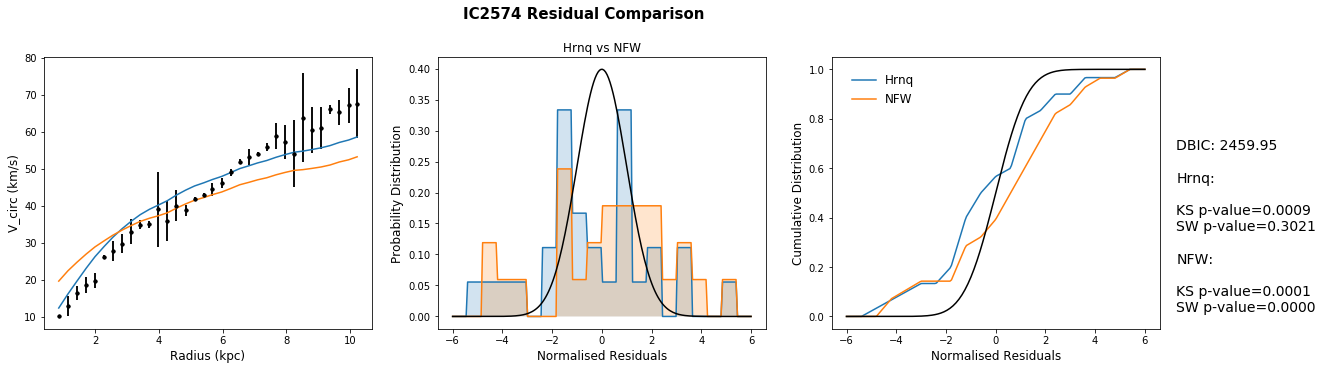 IC2574 Residual Comparison
V_circ (km/s)
80
70
60
50
40
30
20
10
2
4
6
8
10
Radius (kpc)
Hrnq vs NFW
Probability Distribution
0.40
0.35
0.30
0.25
0.20
0.15
0.10
0.05
0.00
−6
−4
−2
0
2
4
6
Normalised Residuals
Cumulative Distribution
1.0
0.8
0.6
0.4
0.2
0.0
Hrnq
NFW
−6
−4
−2
0
2
4
6
Normalised Residuals
DBIC: 2459.95
Hrnq:
KS p-value=0.0009
SW p-value=0.3021
NFW:
KS p-value=0.0001
SW p-value=0.0000